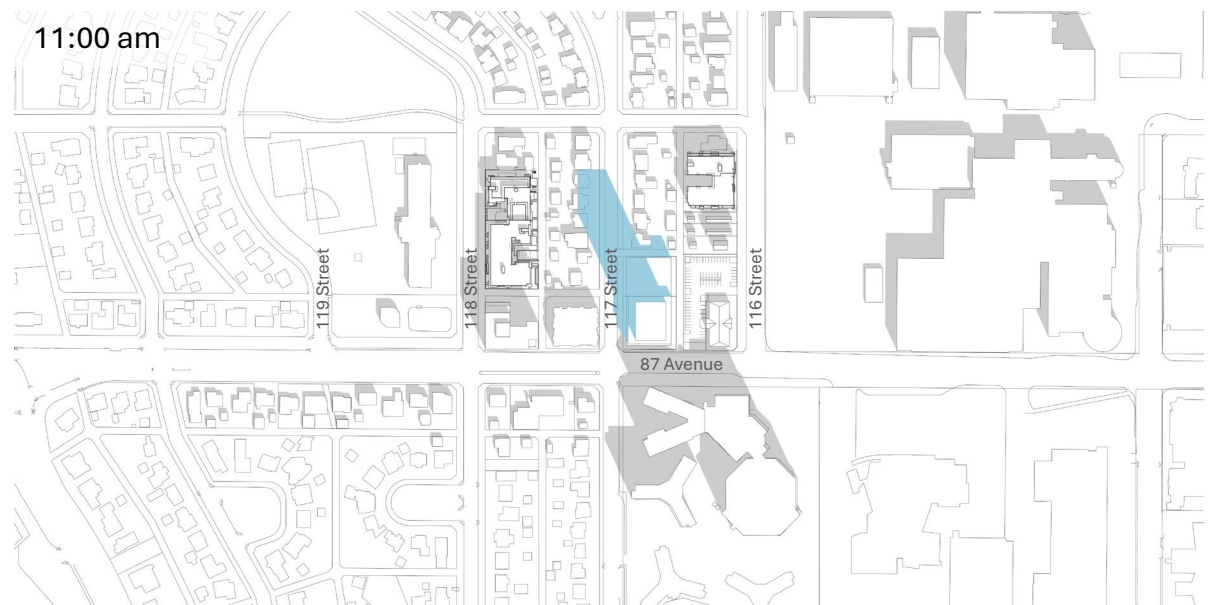 11:00 am
119 Street
118 Street
117 Street
116 Street
87 Avenue